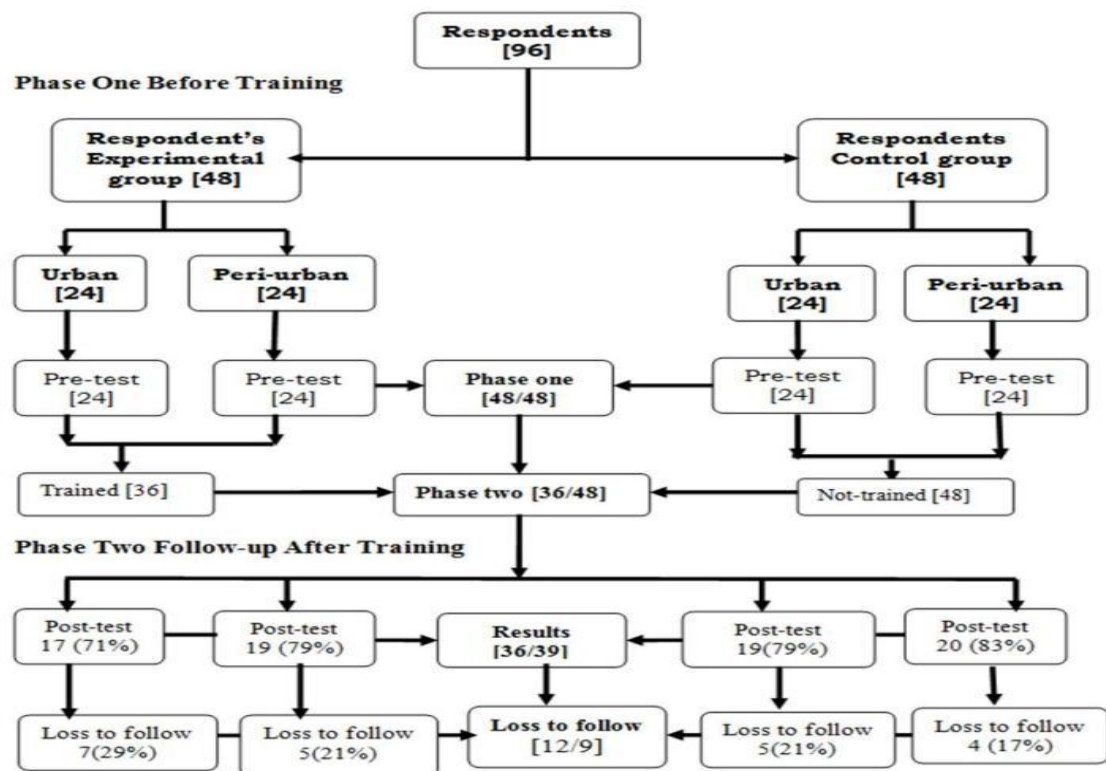 Respondents
[96]
Phase One Before Training
Respondent's
Experimental
group [48]
Respondents
Control group
[48]
Urban
[24]
Peri-urban
[24]
Urban
[24]
Peri-urban
[24]
Pre-test
[24]
Pre-test
[24]
Phase one
[48/48]
Pre-test
[24]
Pre-test
[24]
Trained [36]
Phase two [36/48]
Not-trained [48]
Phase Two Follow-up After Training
Post-test
17 (71%)
Post-test
19 (79%)
Results
[36/39]
Post-test
19(79%)
Post-test
20 (83%)
Loss to follow
7(29%)
Loss to follow
5(21%)
Loss to follow
[12/9]
Loss to follow
5(21%)
Loss to follow
4 (17%)